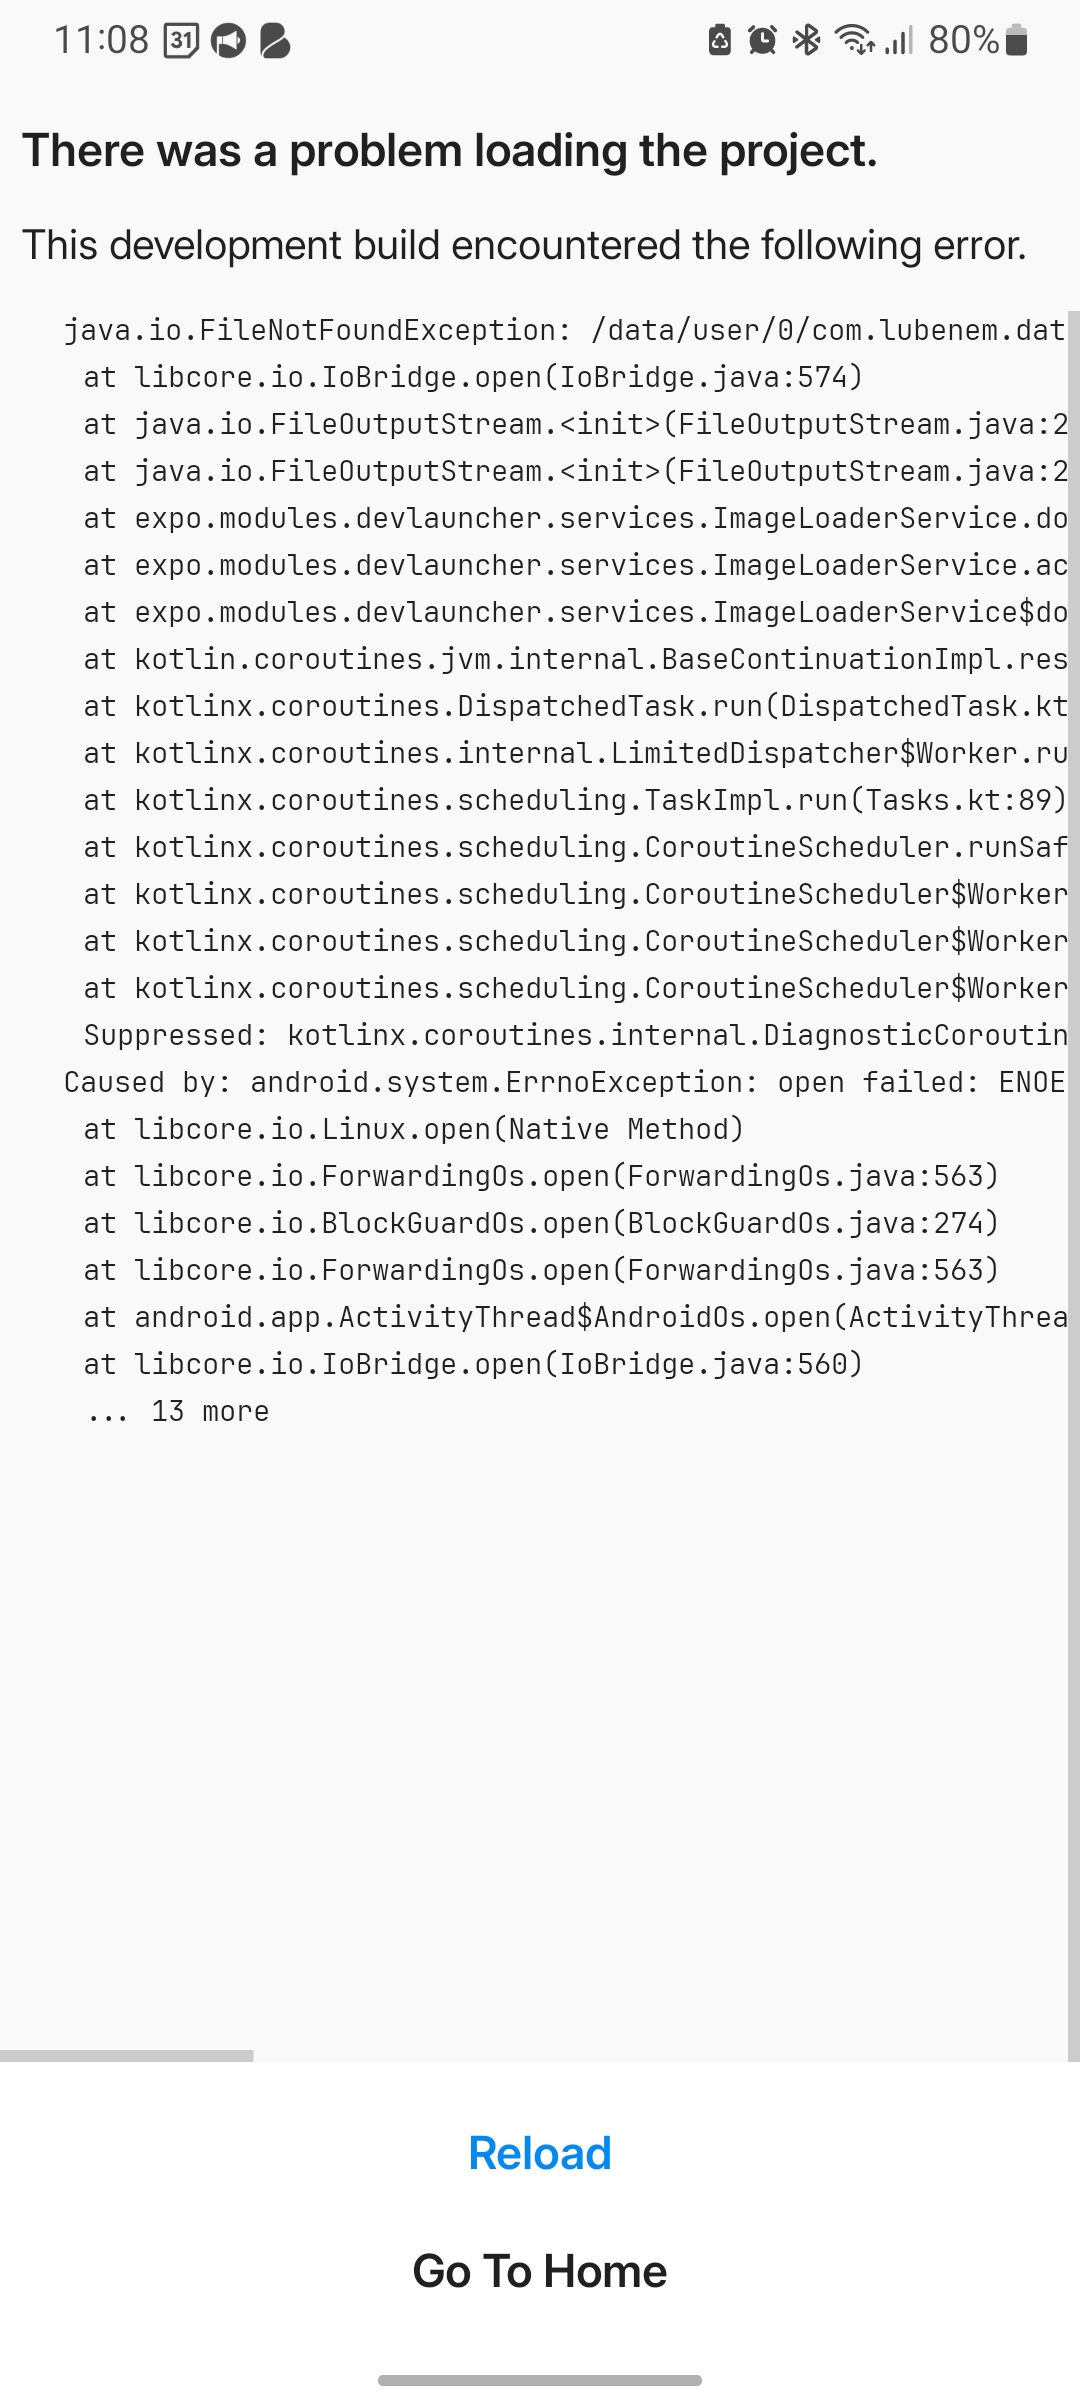 11:08 31 80%
There was a problem loading the project.
This development build encountered the following error.
java.io.FileNotFoundException: /data/user/0/com.lubenem.dat
at libcore.io.IoBridge.open(IoBridge.java:574)
at java.io.FileOutputStream.<init>(FileOutputStream.java:2
at java.io.FileOutputStream.<init>(FileOutputStream.java:2
at expo.modules.devlauncher.services.ImageLoaderService.do
at expo.modules.devlauncher.services.ImageLoaderService.ac
at expo.modules.devlauncher.services.ImageLoaderService$do
at kotlin.coroutines.jvm.internal.BaseContinuationImpl.res
at kotlinx.coroutines.DispatchedTask.run(DispatchedTask.kt
at kotlinx.coroutines.internal.LimitedDispatcher$Worker.ru
at kotlinx.coroutines.scheduling.TaskImpl.run(Tasks.kt:89)
at kotlinx.coroutines.scheduling.CoroutineScheduler.runSaf
at kotlinx.coroutines.scheduling.CoroutineScheduler$Worker
at kotlinx.coroutines.scheduling.CoroutineScheduler$Worker
at kotlinx.coroutines.scheduling.CoroutineScheduler$Worker
Suppressed: kotlinx.coroutines.internal.DiagnosticCoroutin
Caused by: android.system.ErrnoException: open failed: ENOE
at libcore.io.Linux.open(Native Method)
at libcore.io.ForwardingOs.open(ForwardingOs.java:563)
at libcore.io.BlockGuardOs.open(BlockGuardOs.java:274)
at libcore.io.ForwardingOs.open(ForwardingOs.java:563)
at android.app.ActivityThread$AndroidOs.open(ActivityThrea
at libcore.io.IoBridge.open(IoBridge.java:560)
... 13 more
Reload
Go To Home